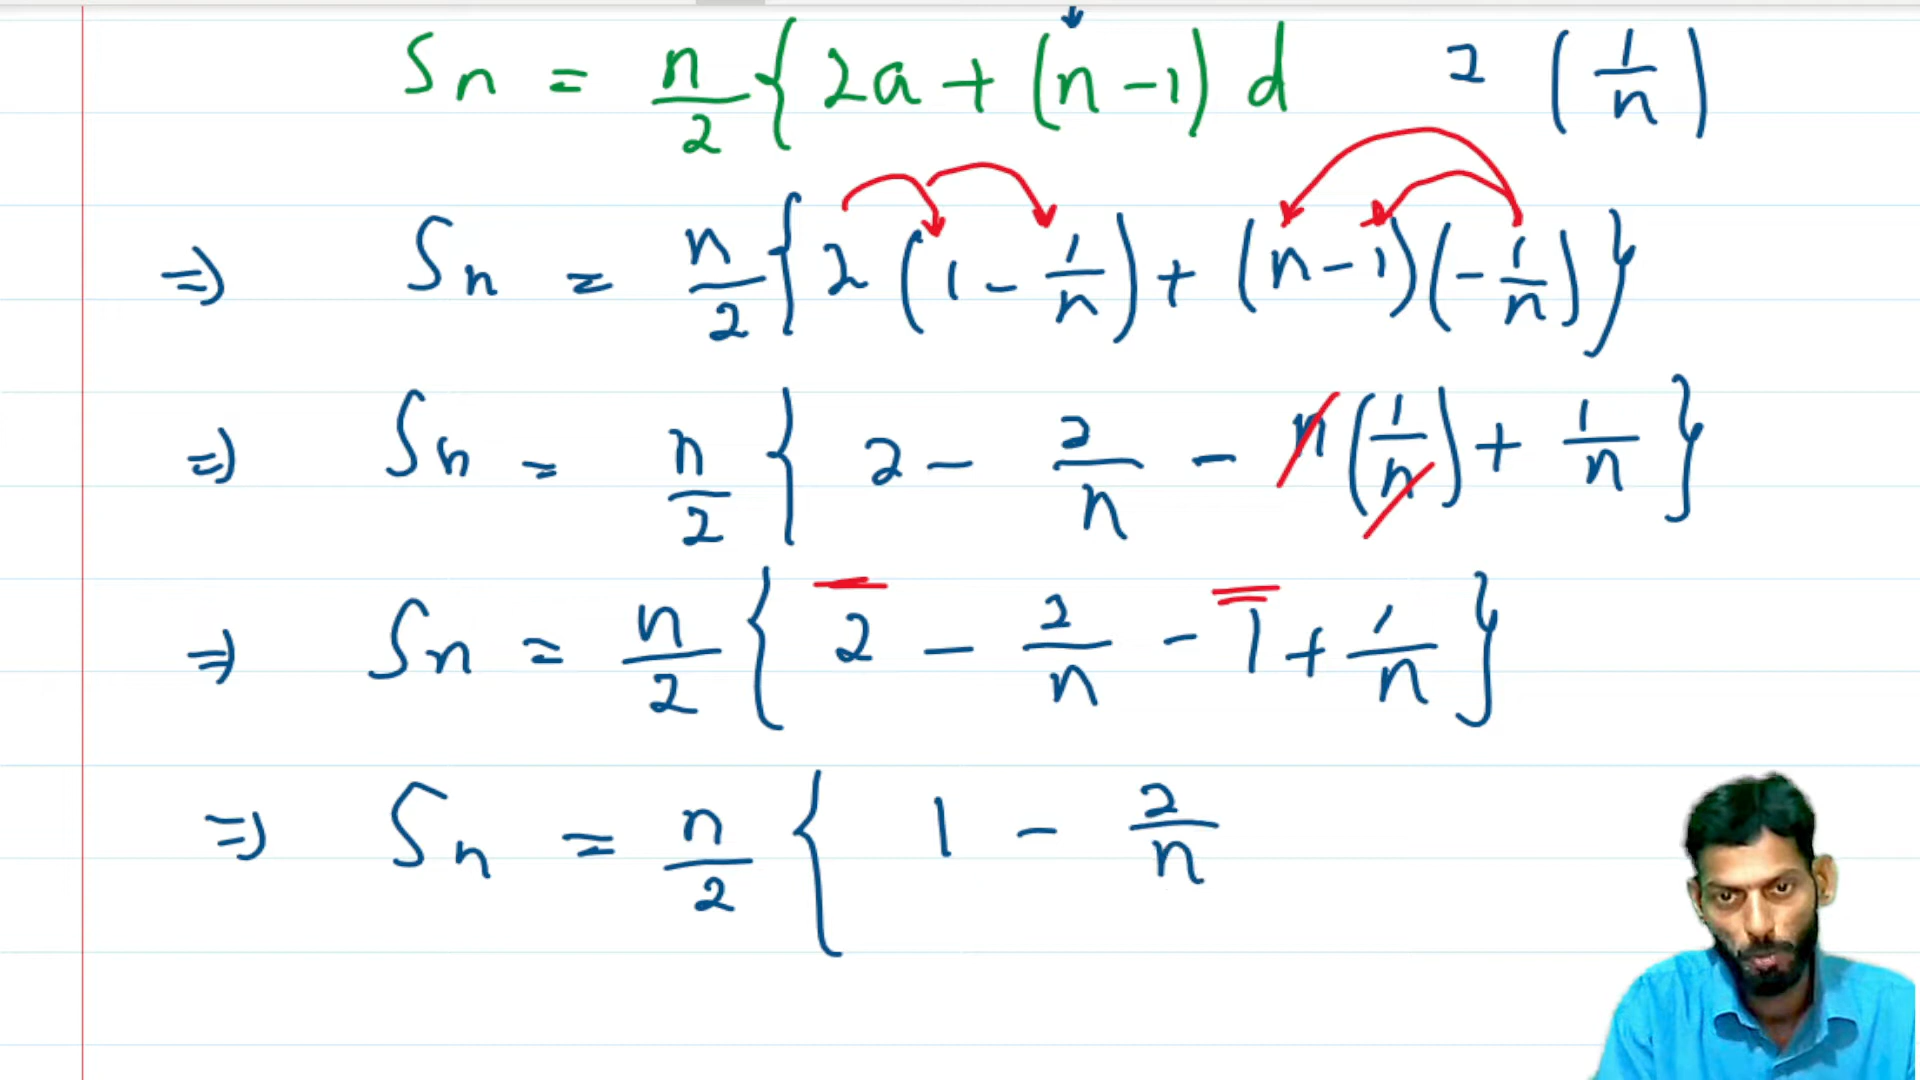 Sn = n/2 { 2a + (n-1) d 2 (1/n)
⇒ Sn = n/2 { 2 (1 - 1/n) + (n-1)(-1/n) }
⇒ Sn = n/2 { 2 - 2/n - n(1/n) + 1/n }
⇒ Sn = n/2 { 2 - 2/n - 1 + 1/n }
⇒ Sn = n/2 { 1 - 2/n